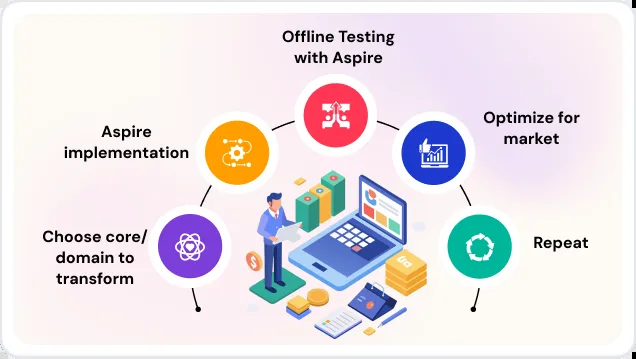 Offline Testing
with Aspire
Aspire
implementation
Optimize for
market
Choose core/
domain to
transform
Repeat